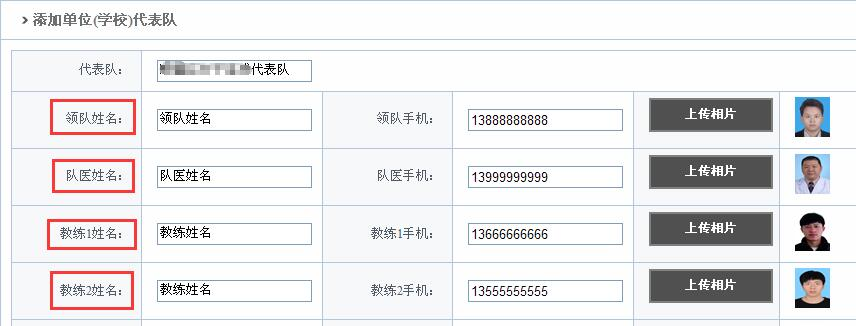 添加单位(学校)代表队
代表队： 代表队
领队姓名： 领队姓名 领队手机： 13888888888 上传相片
队医姓名： 队医姓名 队医手机： 13999999999 上传相片
教练1姓名： 教练姓名 教练1手机： 13666666666 上传相片
教练2姓名： 教练姓名 教练2手机： 13555555555 上传相片